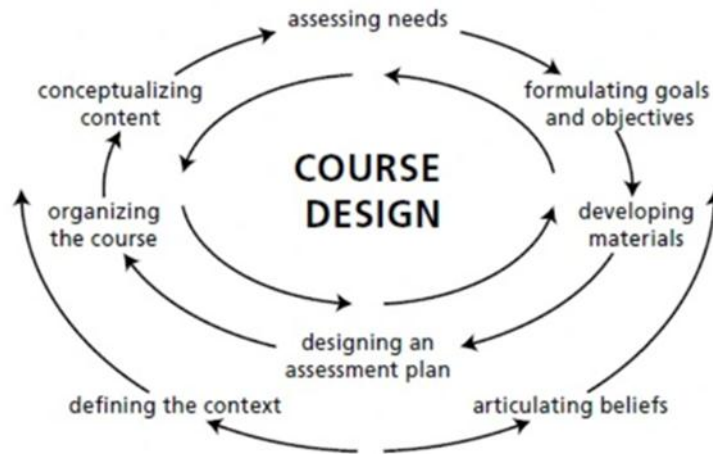 assessing needs
conceptualizing
content
formulating goals
and objectives
COURSE
DESIGN
organizing
the course
developing
materials
designing an
assessment plan
defining the context
articulating beliefs